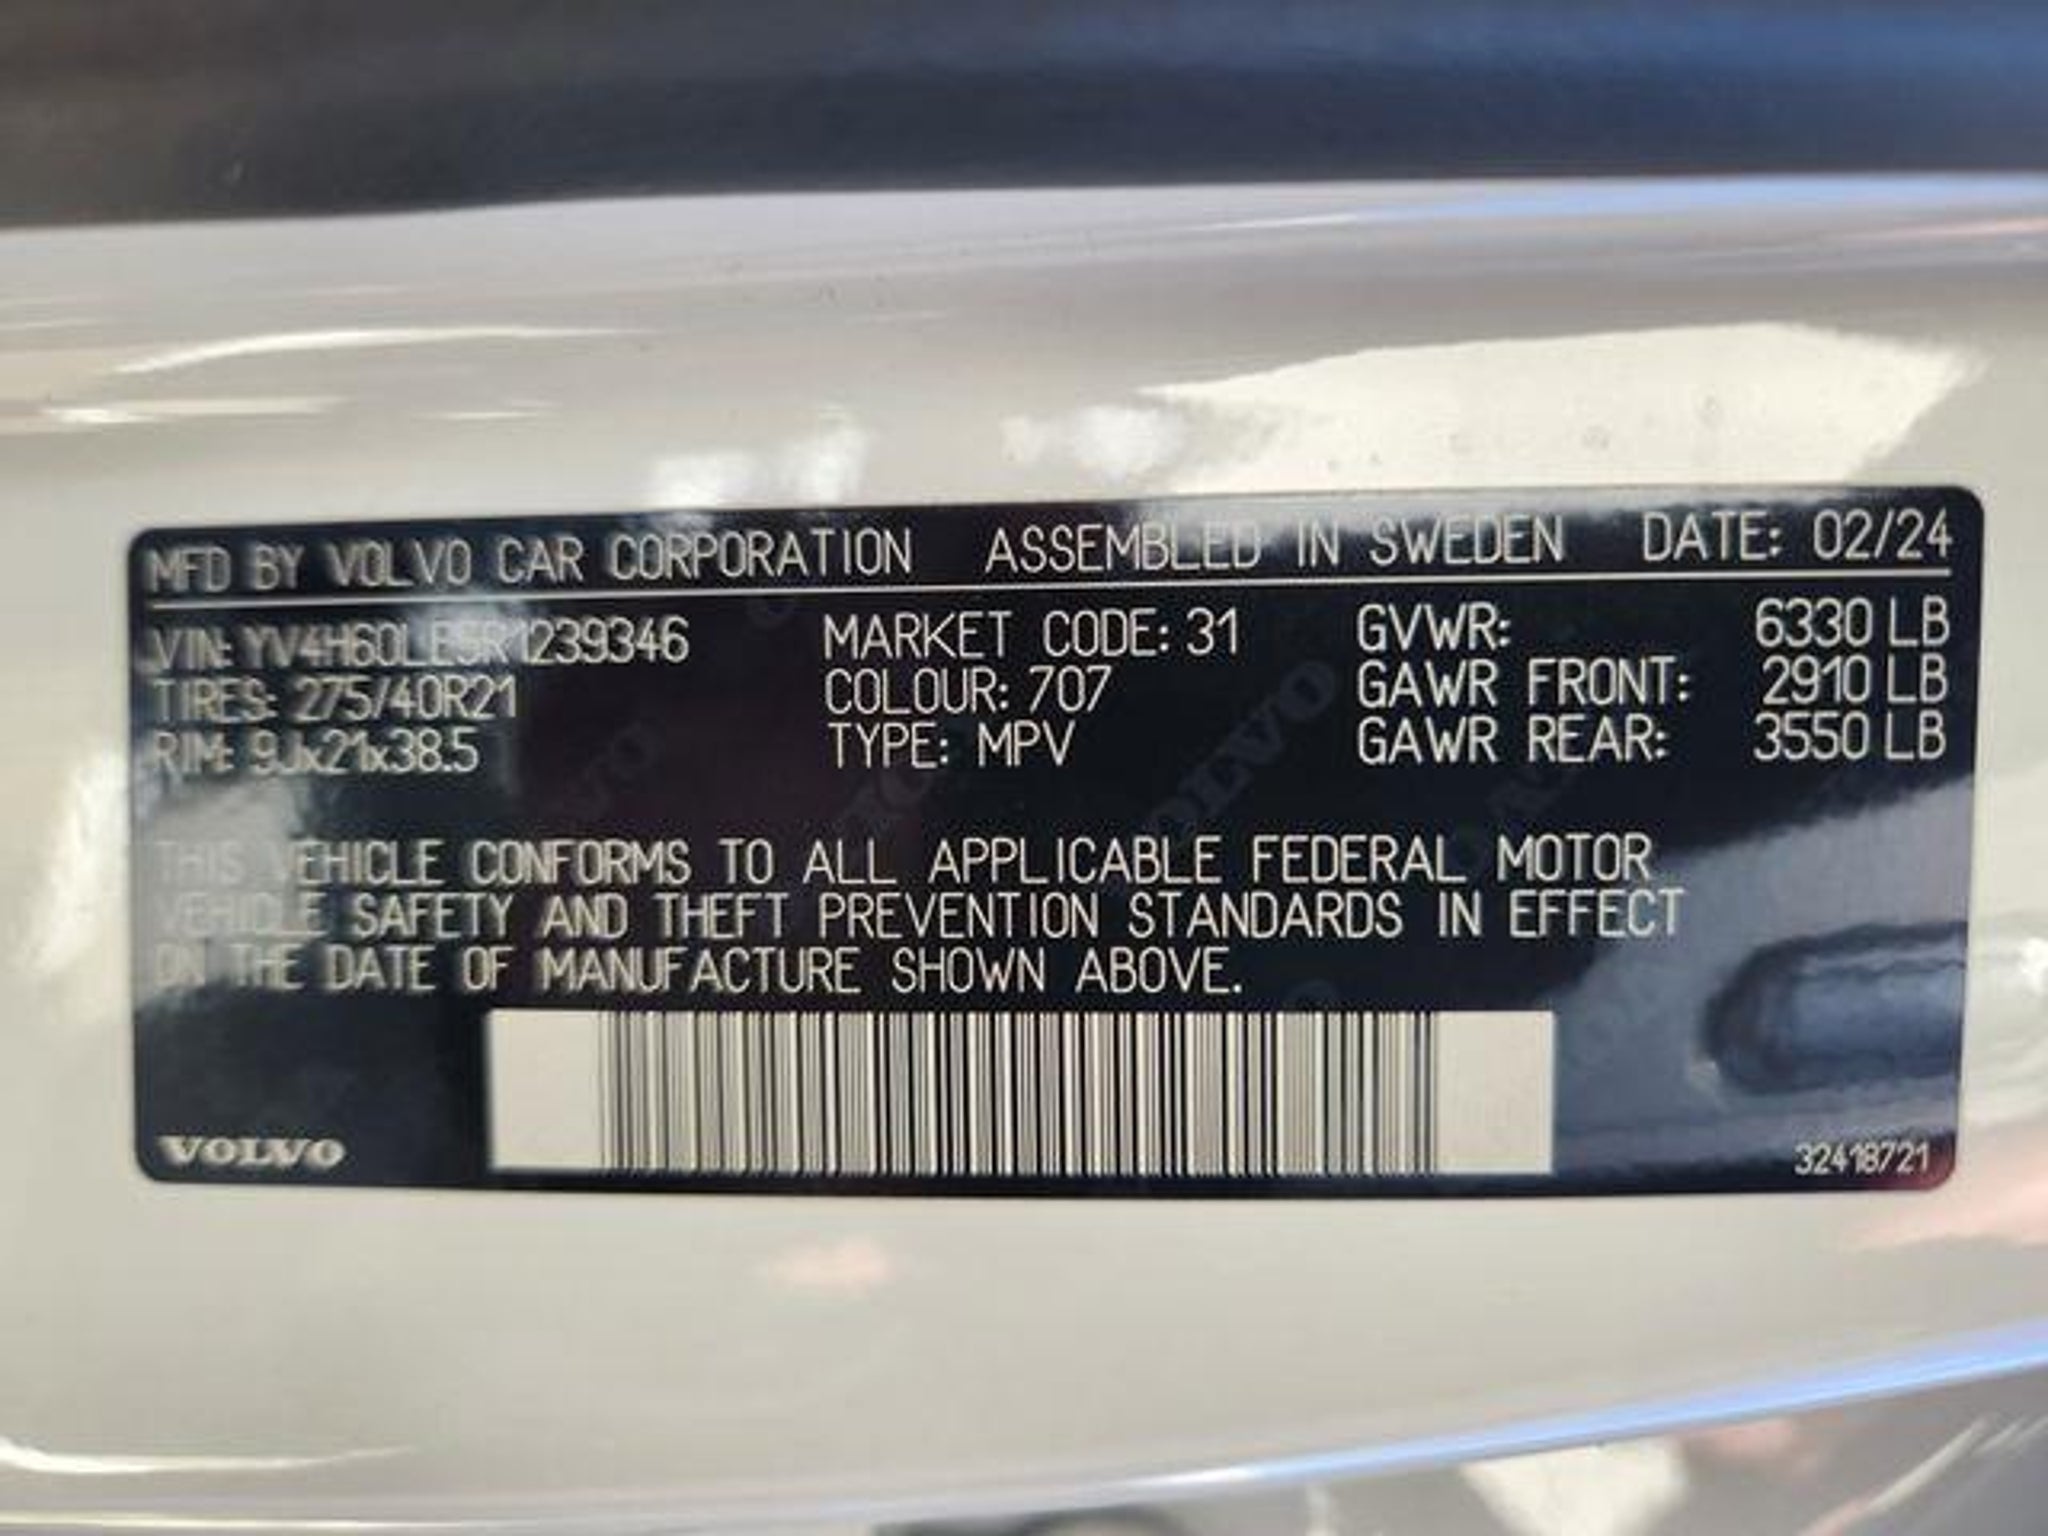 MFD BY VOLVO CAR CORPORATION ASSEMBLED IN SWEDEN DATE: 02/24
VIN: YV4H60LE5R1239346 MARKET CODE: 31 GVWR: 6330 LB
TIRES: 275/40R21 COLOUR: 707 GAWR FRONT: 2910 LB
RIM: 9Jx21x38.5 TYPE: MPV GAWR REAR: 3550 LB
THIS VEHICLE CONFORMS TO ALL APPLICABLE FEDERAL MOTOR
VEHICLE SAFETY AND THEFT PREVENTION STANDARDS IN EFFECT
ON THE DATE OF MANUFACTURE SHOWN ABOVE.
VOLVO 32418721